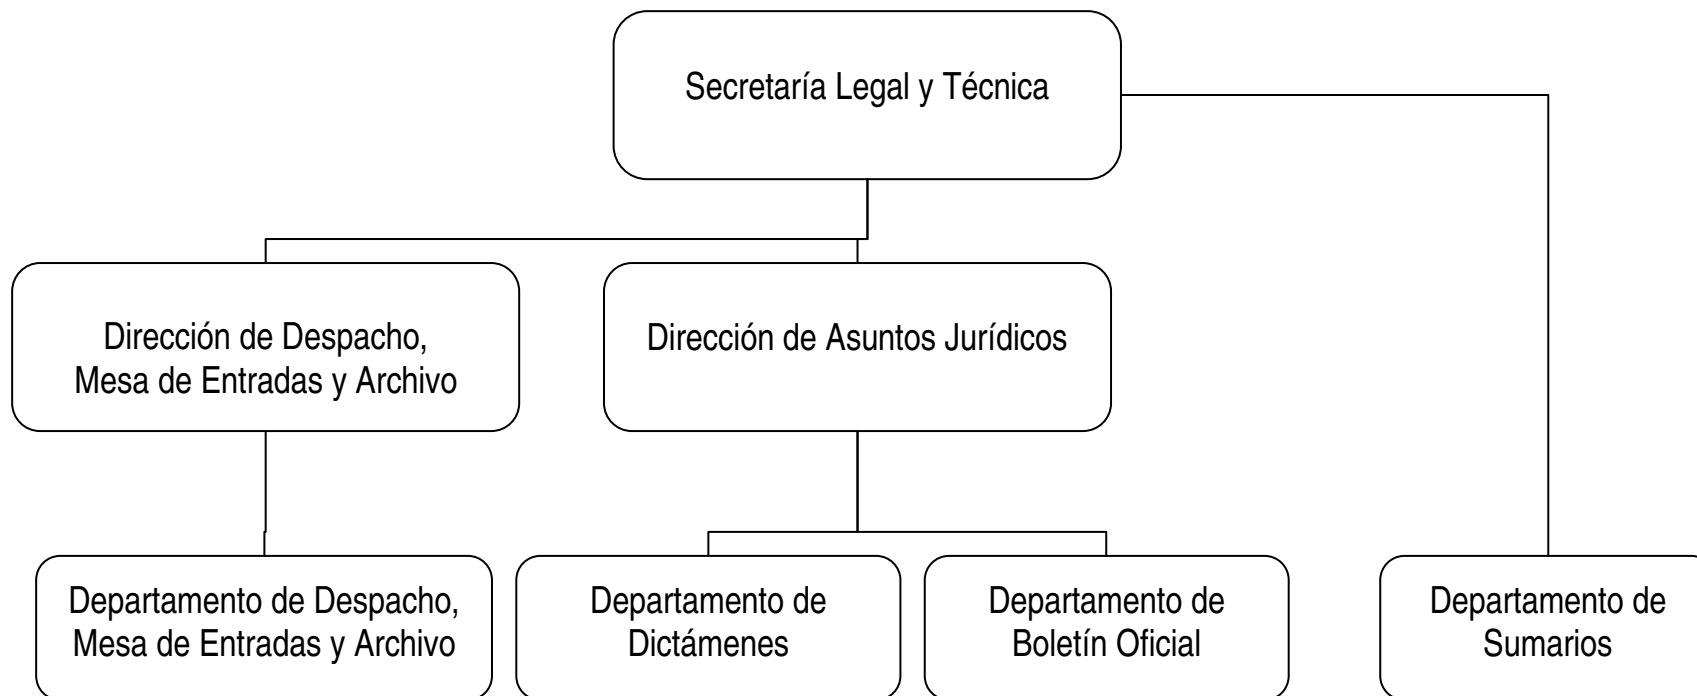 Secretaría Legal y Técnica
Dirección de Despacho,
Mesa de Entradas y Archivo
Dirección de Asuntos Jurídicos
Departamento de Despacho,
Mesa de Entradas y Archivo
Departamento de
Dictámenes
Departamento de
Boletín Oficial
Departamento de
Sumarios